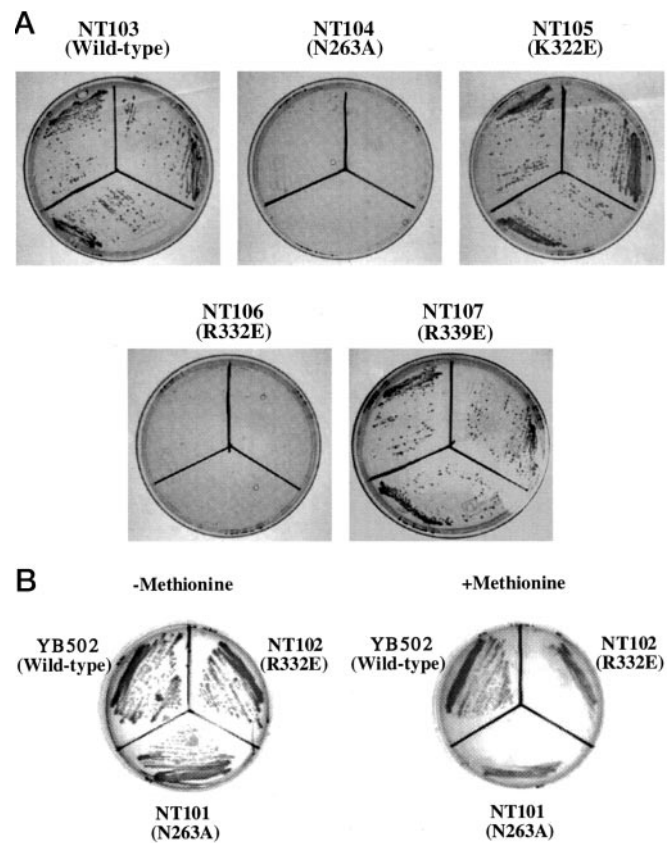 A
NT103
(Wild-type)
NT104
(N263A)
NT105
(K322E)
NT106
(R332E)
NT107
(R339E)
B
-Methionine
+Methionine
YB502
(Wild-type)
NT102
(R332E)
NT101
(N263A)
YB502
(Wild-type)
NT102
(R332E)
NT101
(N263A)